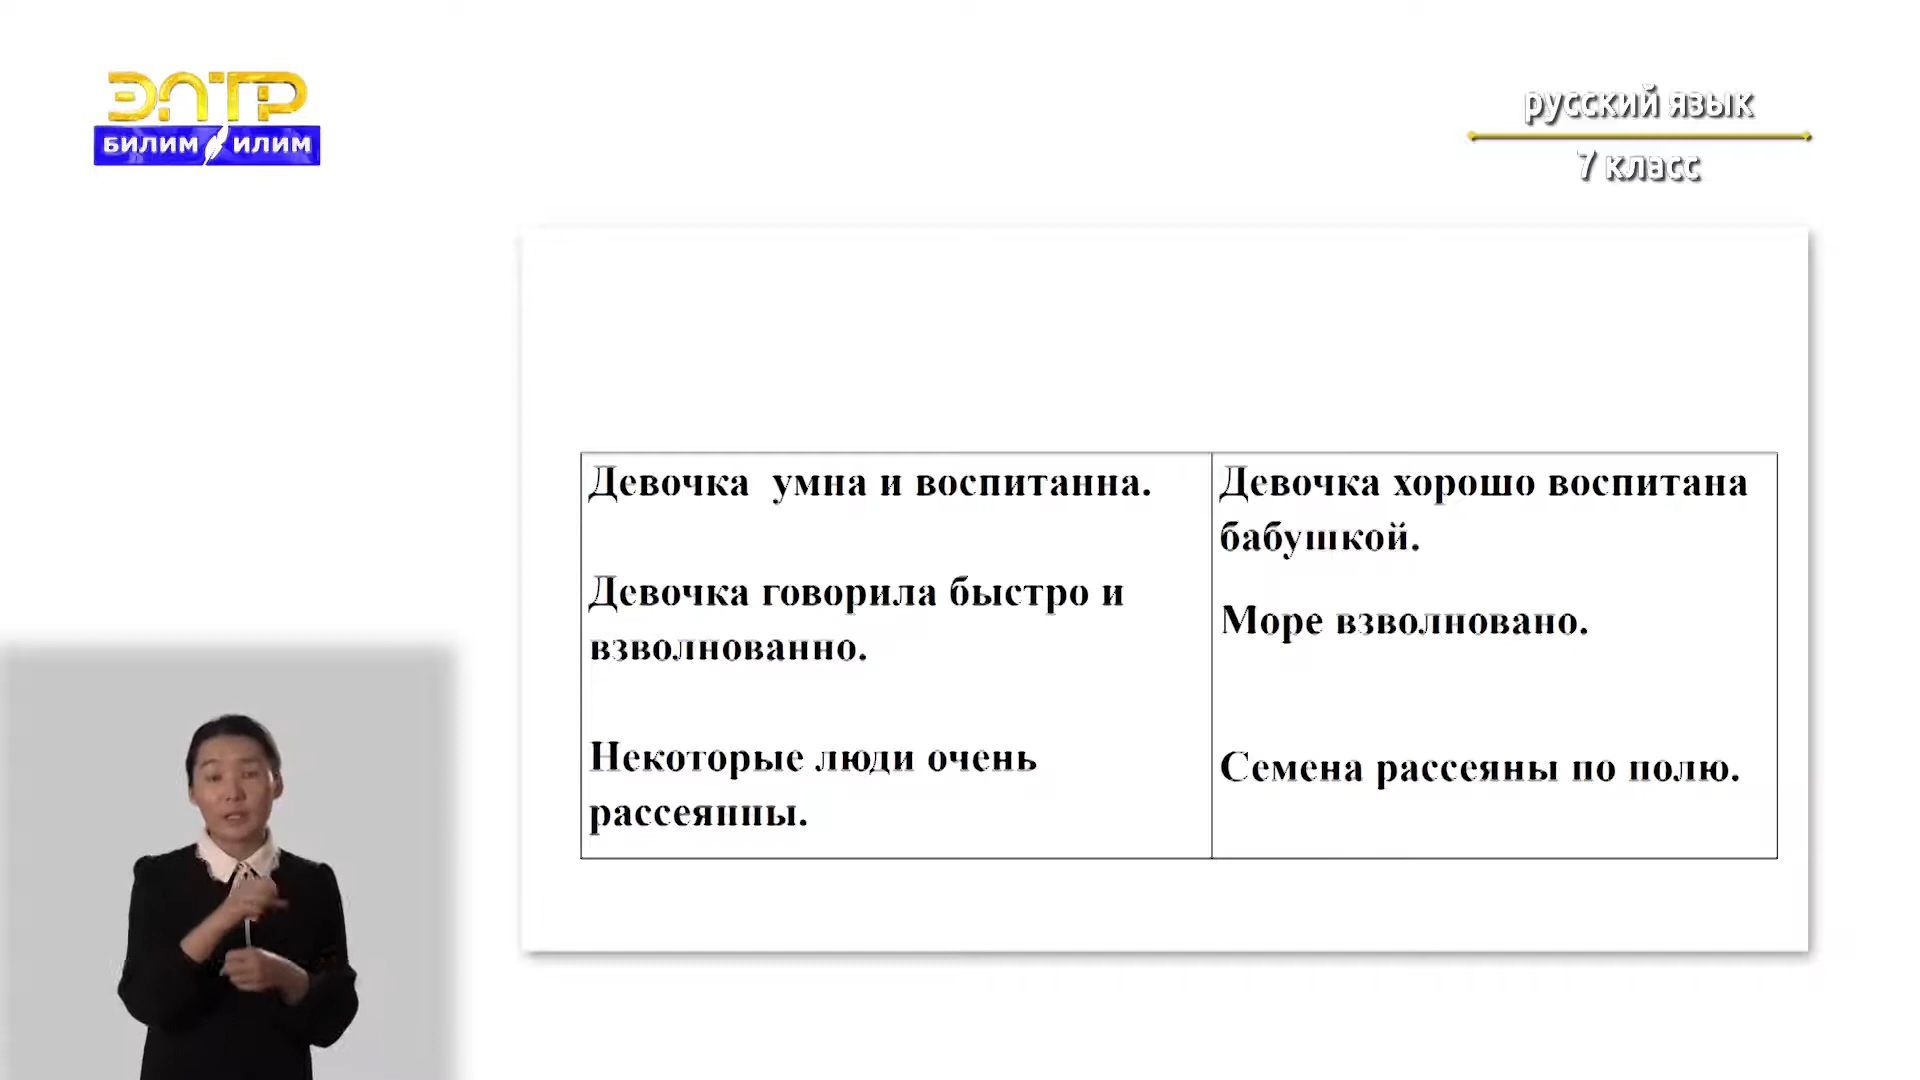 ЭЛТР
БИЛИМ ИЛИМ
русский язык
7 класс
Девочка умна и воспитанна.
Девочка говорила быстро и
взволнованно.
Некоторые люди очень
рассеянны.
Девочка хорошо воспитана
бабушкой.
Море взволновано.
Семена рассеяны по полю.